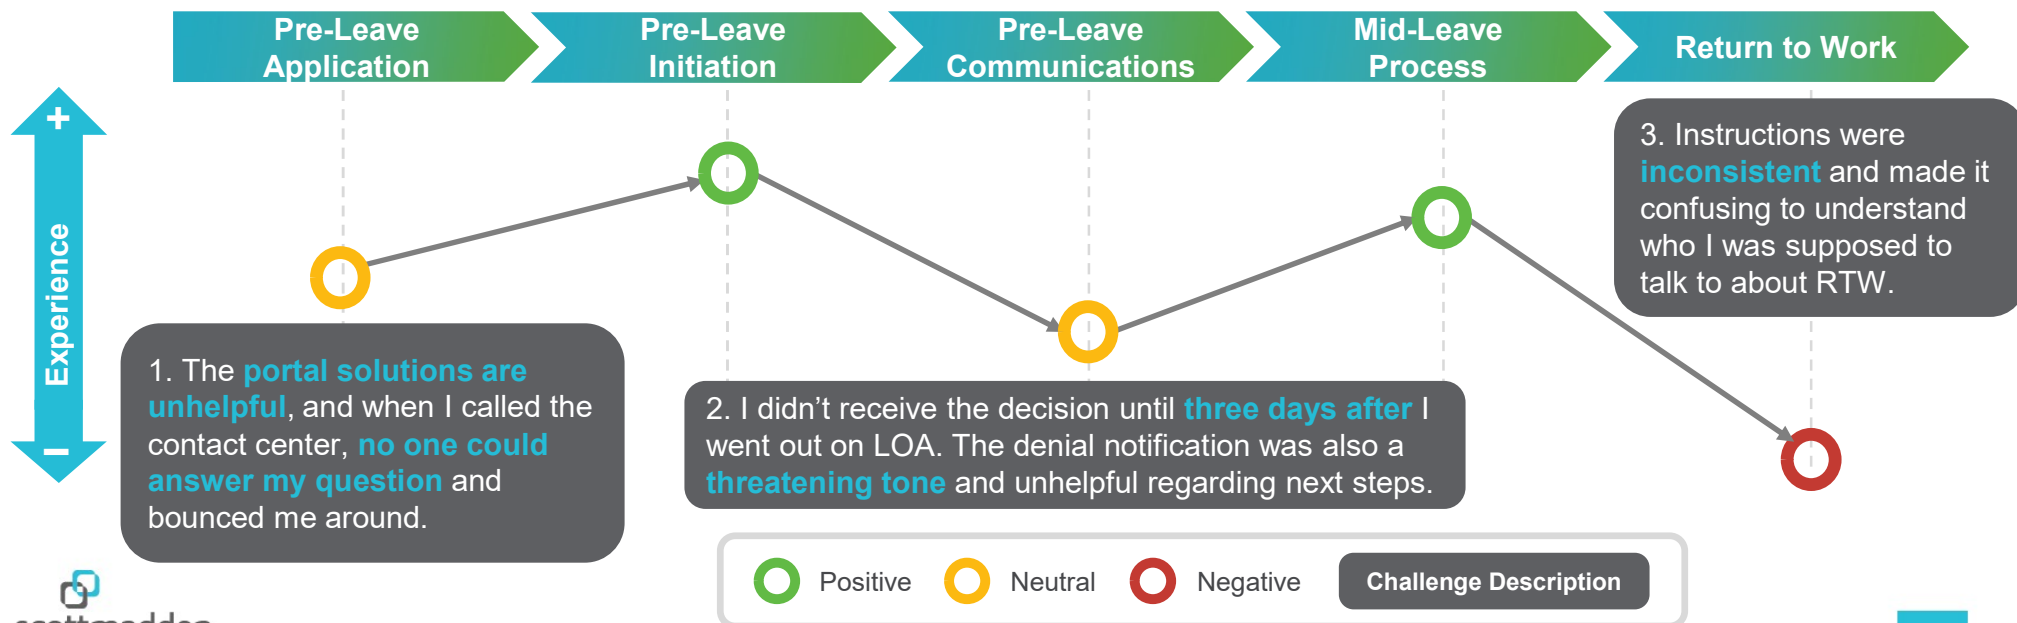 Pre-Leave
Application
Pre-Leave
Initiation
Pre-Leave
Communications
Mid-Leave
Process
Return to Work
+
Experience
–
1. The portal solutions are
unhelpful, and when I called the
contact center, no one could
answer my question and
bounced me around.
2. I didn’t receive the decision until three days after I
went out on LOA. The denial notification was also a
threatening tone and unhelpful regarding next steps.
3. Instructions were
inconsistent and made it
confusing to understand
who I was supposed to
talk to about RTW.
Positive
Neutral
Negative
Challenge Description